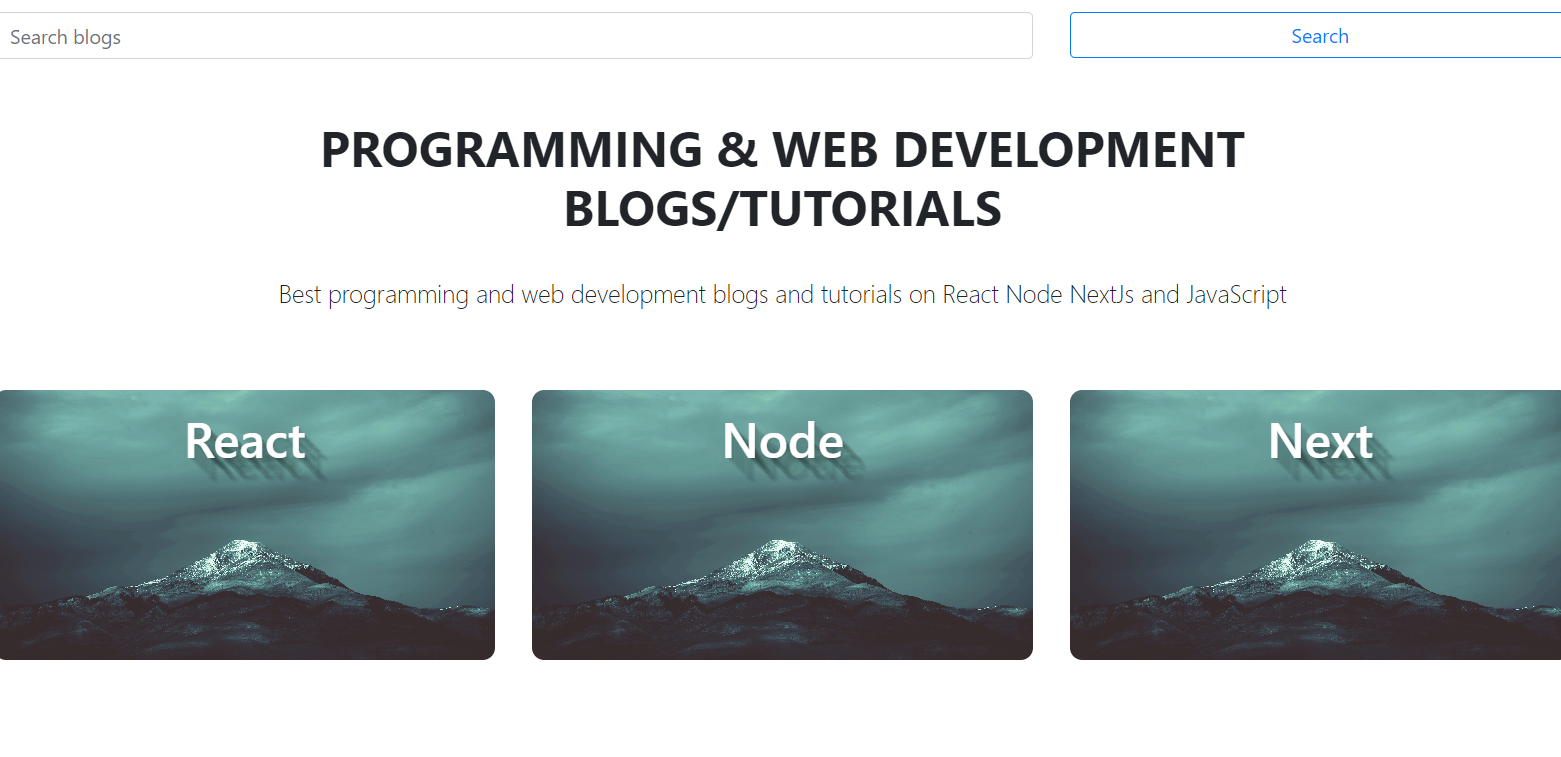 Search blogs
Search
PROGRAMMING & WEB DEVELOPMENT
BLOGS/TUTORIALS
Best programming and web development blogs and tutorials on React Node NextJs and JavaScript
React
Node
Next